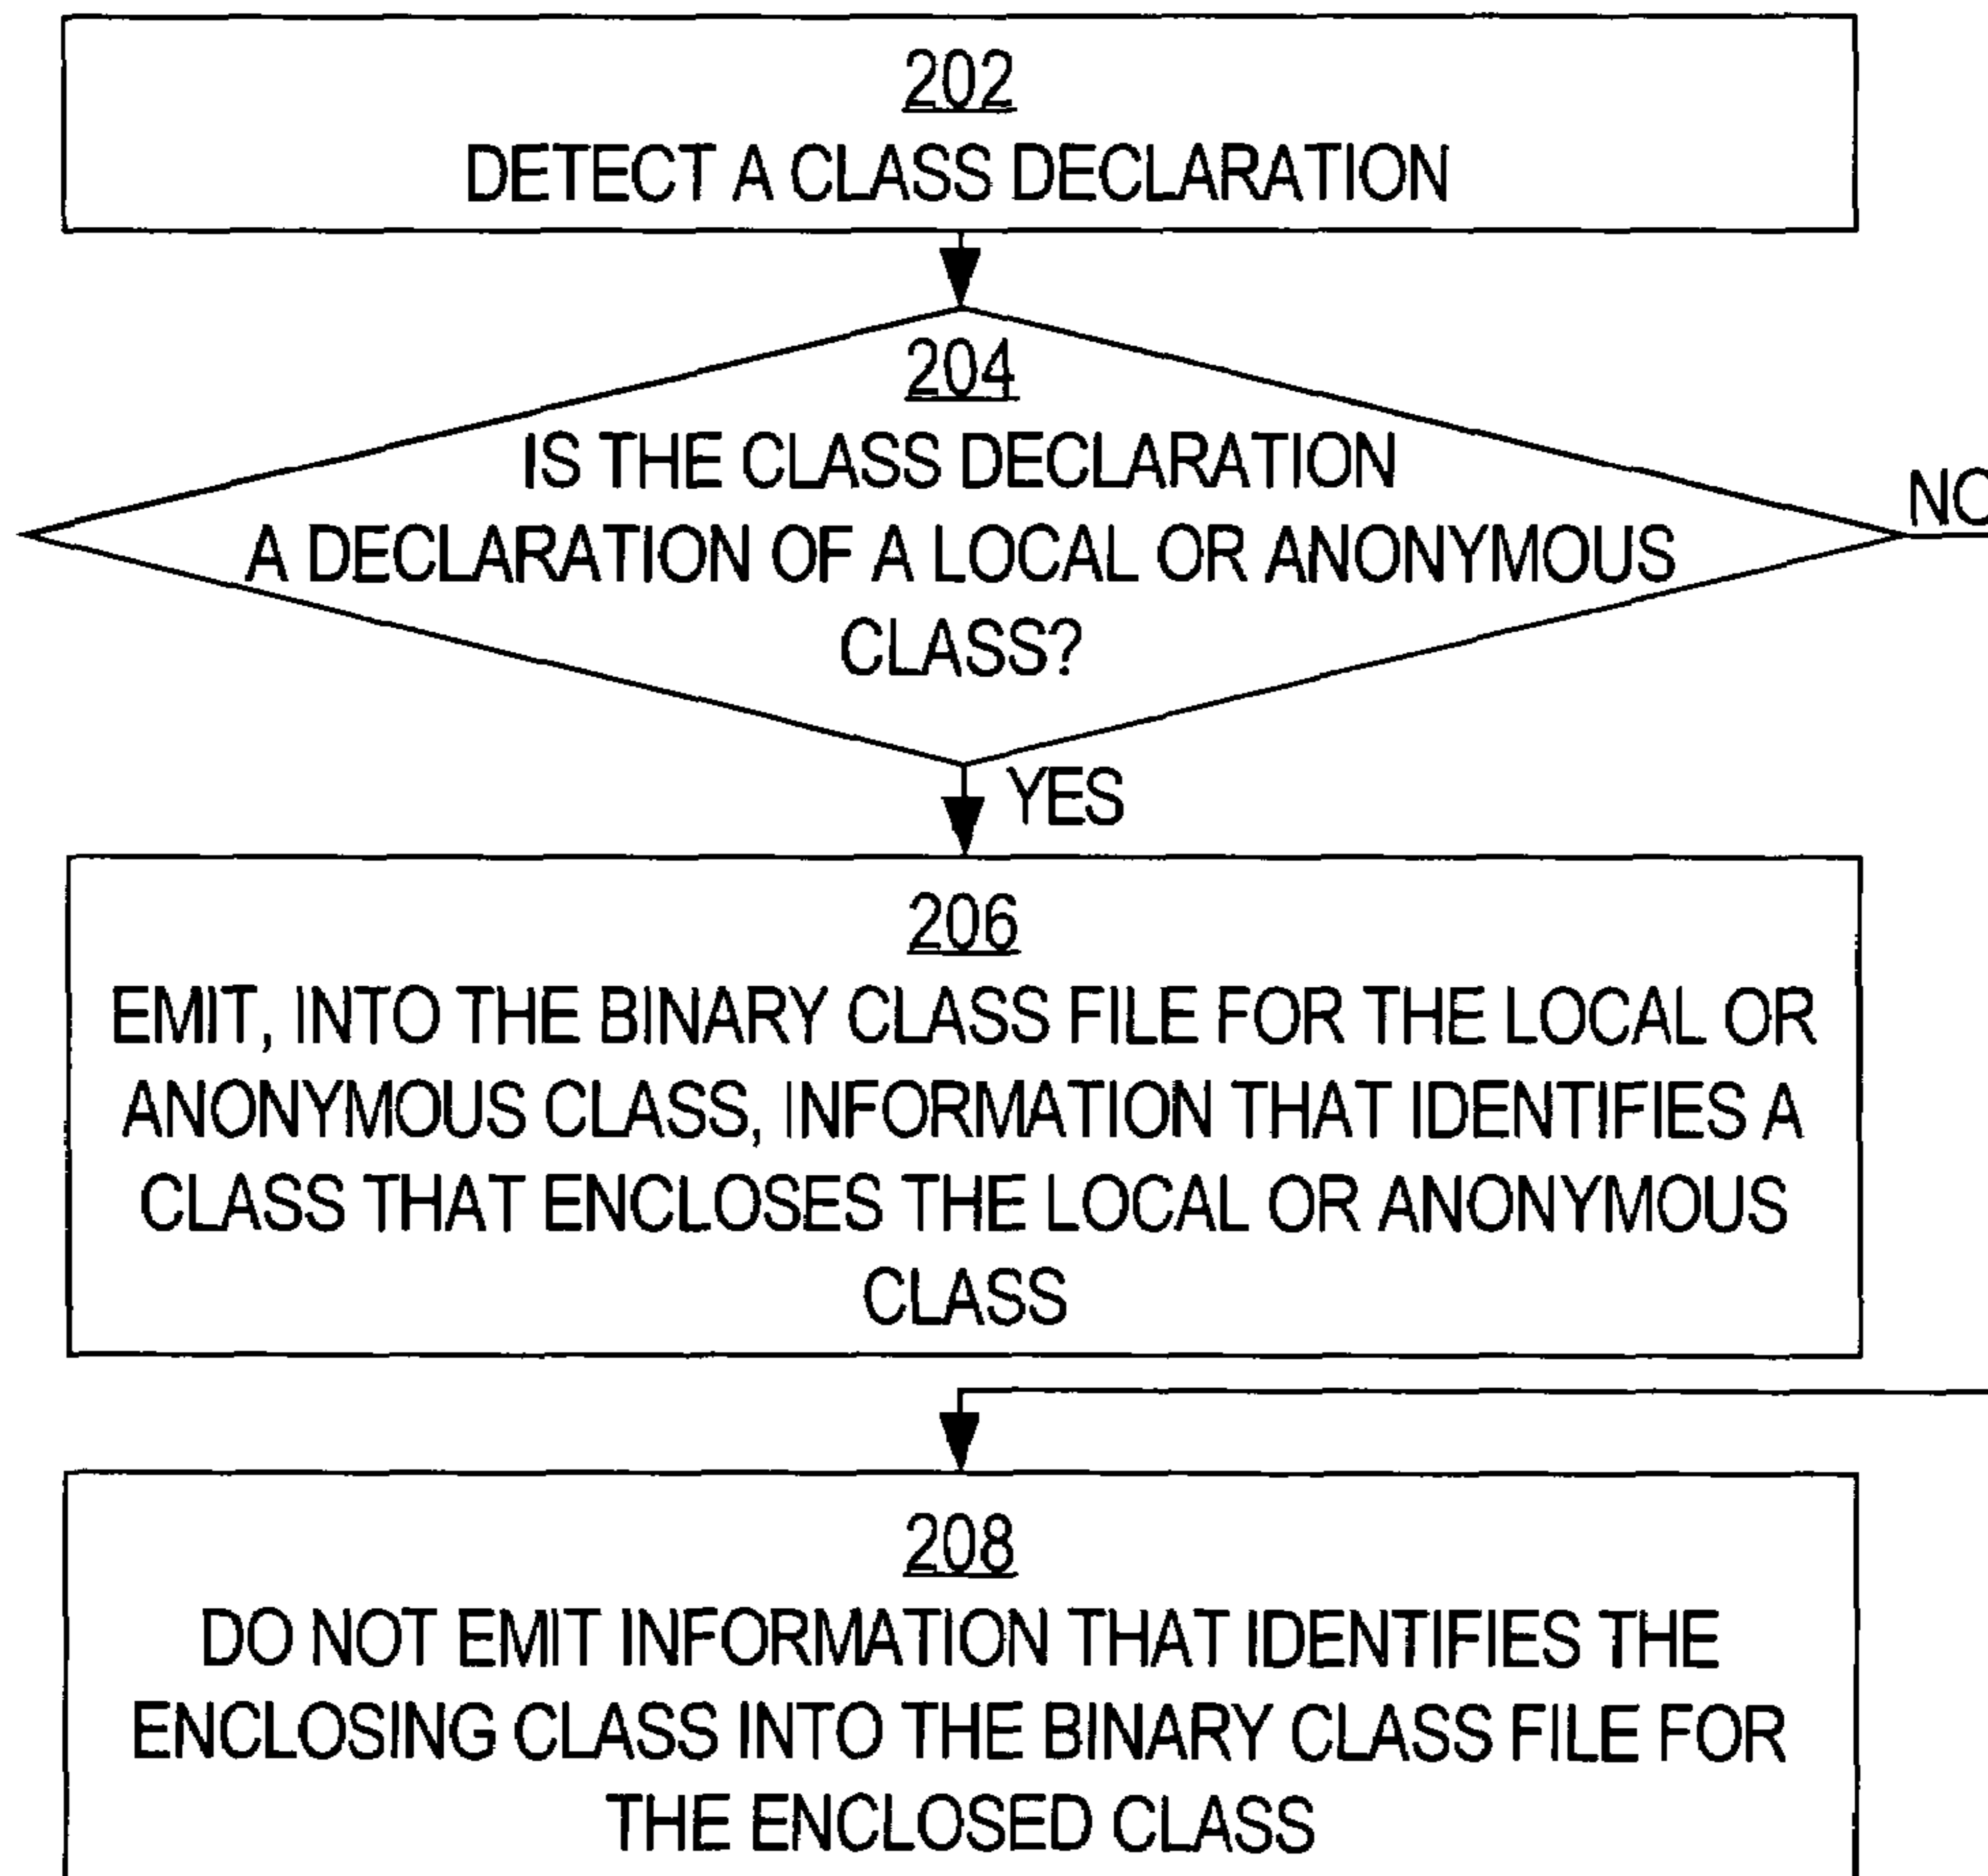 202
DETECT A CLASS DECLARATION
204
IS THE CLASS DECLARATION
A DECLARATION OF A LOCAL OR ANONYMOUS
CLASS?
NO
YES
206
EMIT, INTO THE BINARY CLASS FILE FOR THE LOCAL OR
ANONYMOUS CLASS, INFORMATION THAT IDENTIFIES A
CLASS THAT ENCLOSES THE LOCAL OR ANONYMOUS
CLASS
208
DO NOT EMIT INFORMATION THAT IDENTIFIES THE
ENCLOSING CLASS INTO THE BINARY CLASS FILE FOR
THE ENCLOSED CLASS